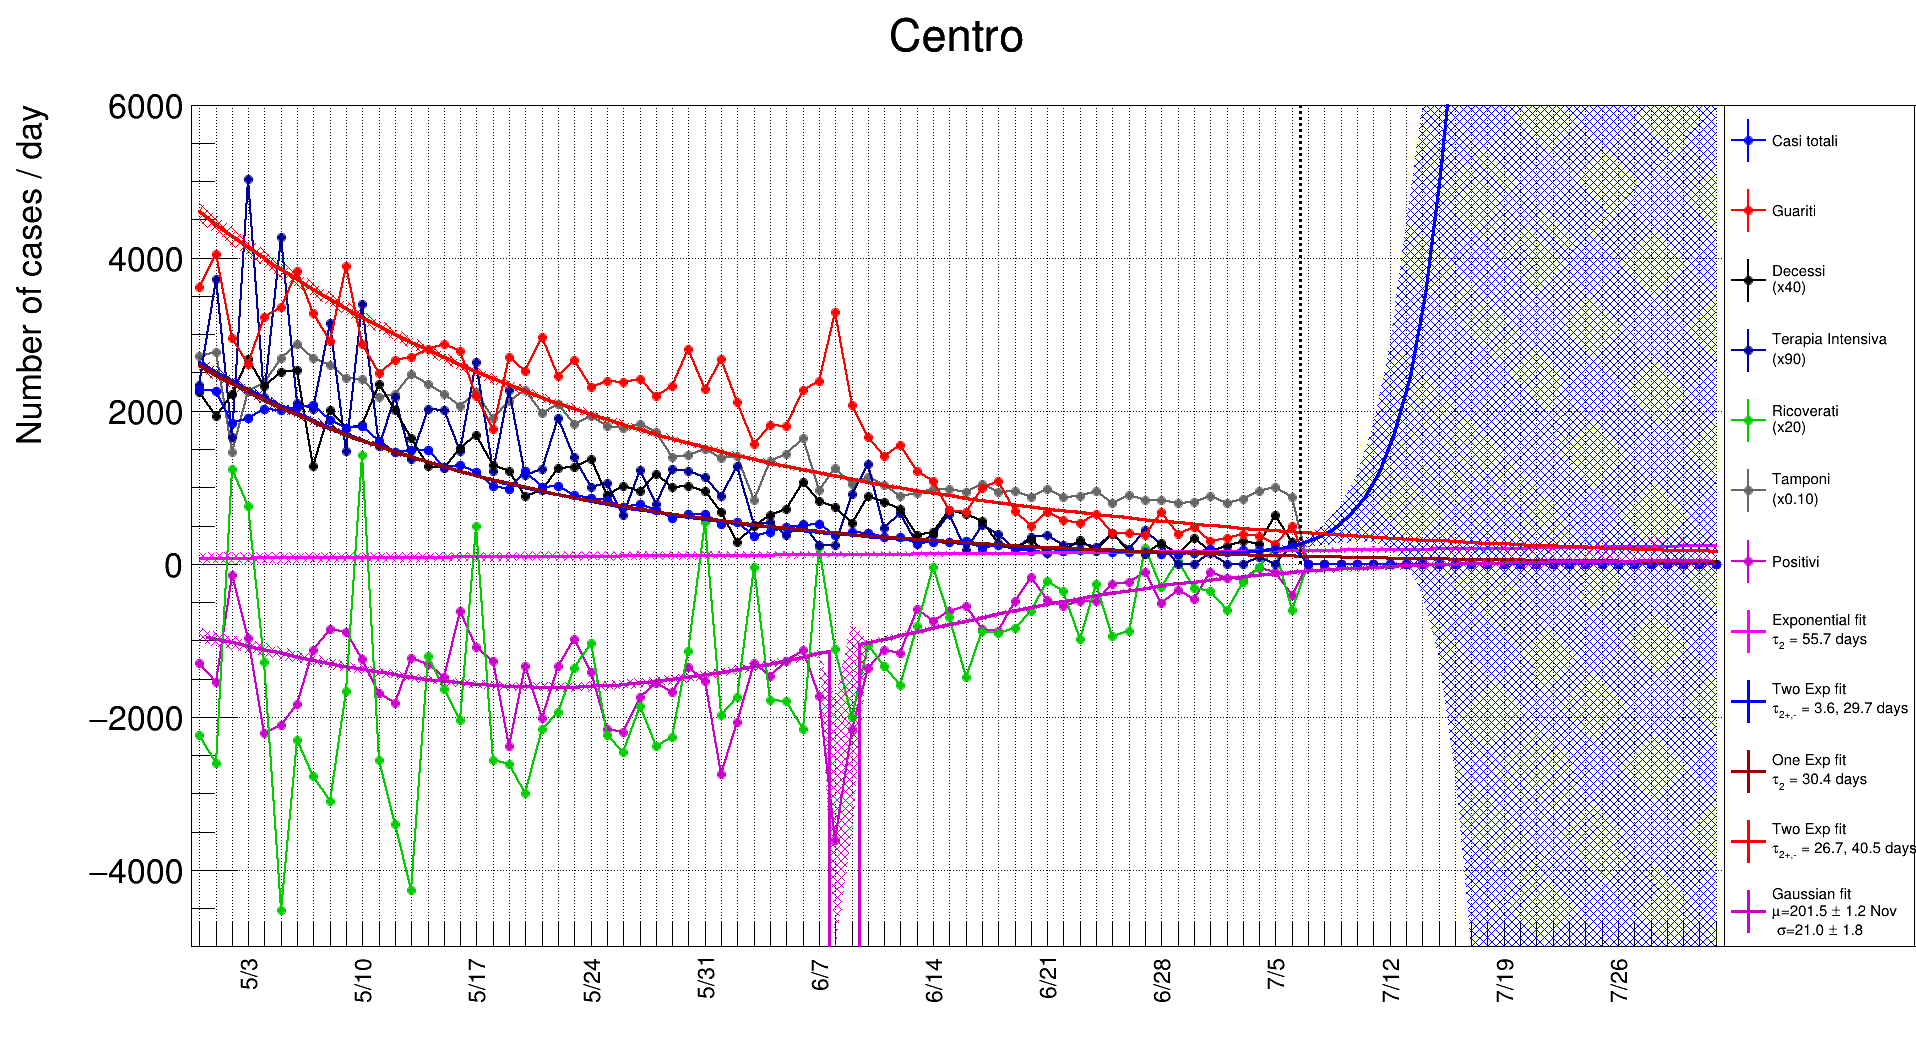 Centro
Number of cases / day
6000
4000
2000
0
−2000
−4000
5/3
5/10
5/17
5/24
5/31
6/7
6/14
6/21
6/28
7/5
7/12
7/19
7/26
Casi totali
Guariti
Decessi
(x40)
Terapia Intensiva
(x90)
Ricoverati
(x20)
Tamponi
(x0.10)
Positivi
Exponential fit
τ2 = 55.7 days
Two Exp fit
τ2+,- = 3.6, 29.7 days
One Exp fit
τ2 = 30.4 days
Two Exp fit
τ2+,- = 26.7, 40.5 days
Gaussian fit
μ=201.5 ± 1.2 Nov
σ=21.0 ± 1.8